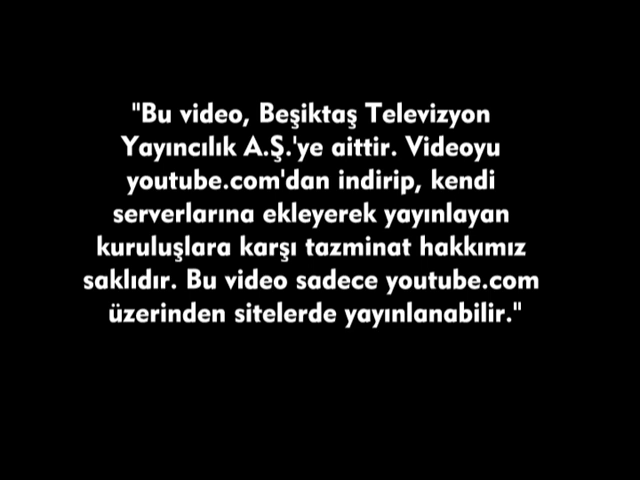 "Bu video, Beşiktaş Televizyon
Yayıncılık A.Ş.'ye aittir. Videoyu
youtube.com'dan indirip, kendi
serverlarına ekleyerek yayınlayan
kuruluşlara karşı tazminat hakkımız
saklıdır. Bu video sadece youtube.com
üzerinden sitelerde yayınlanabilir."